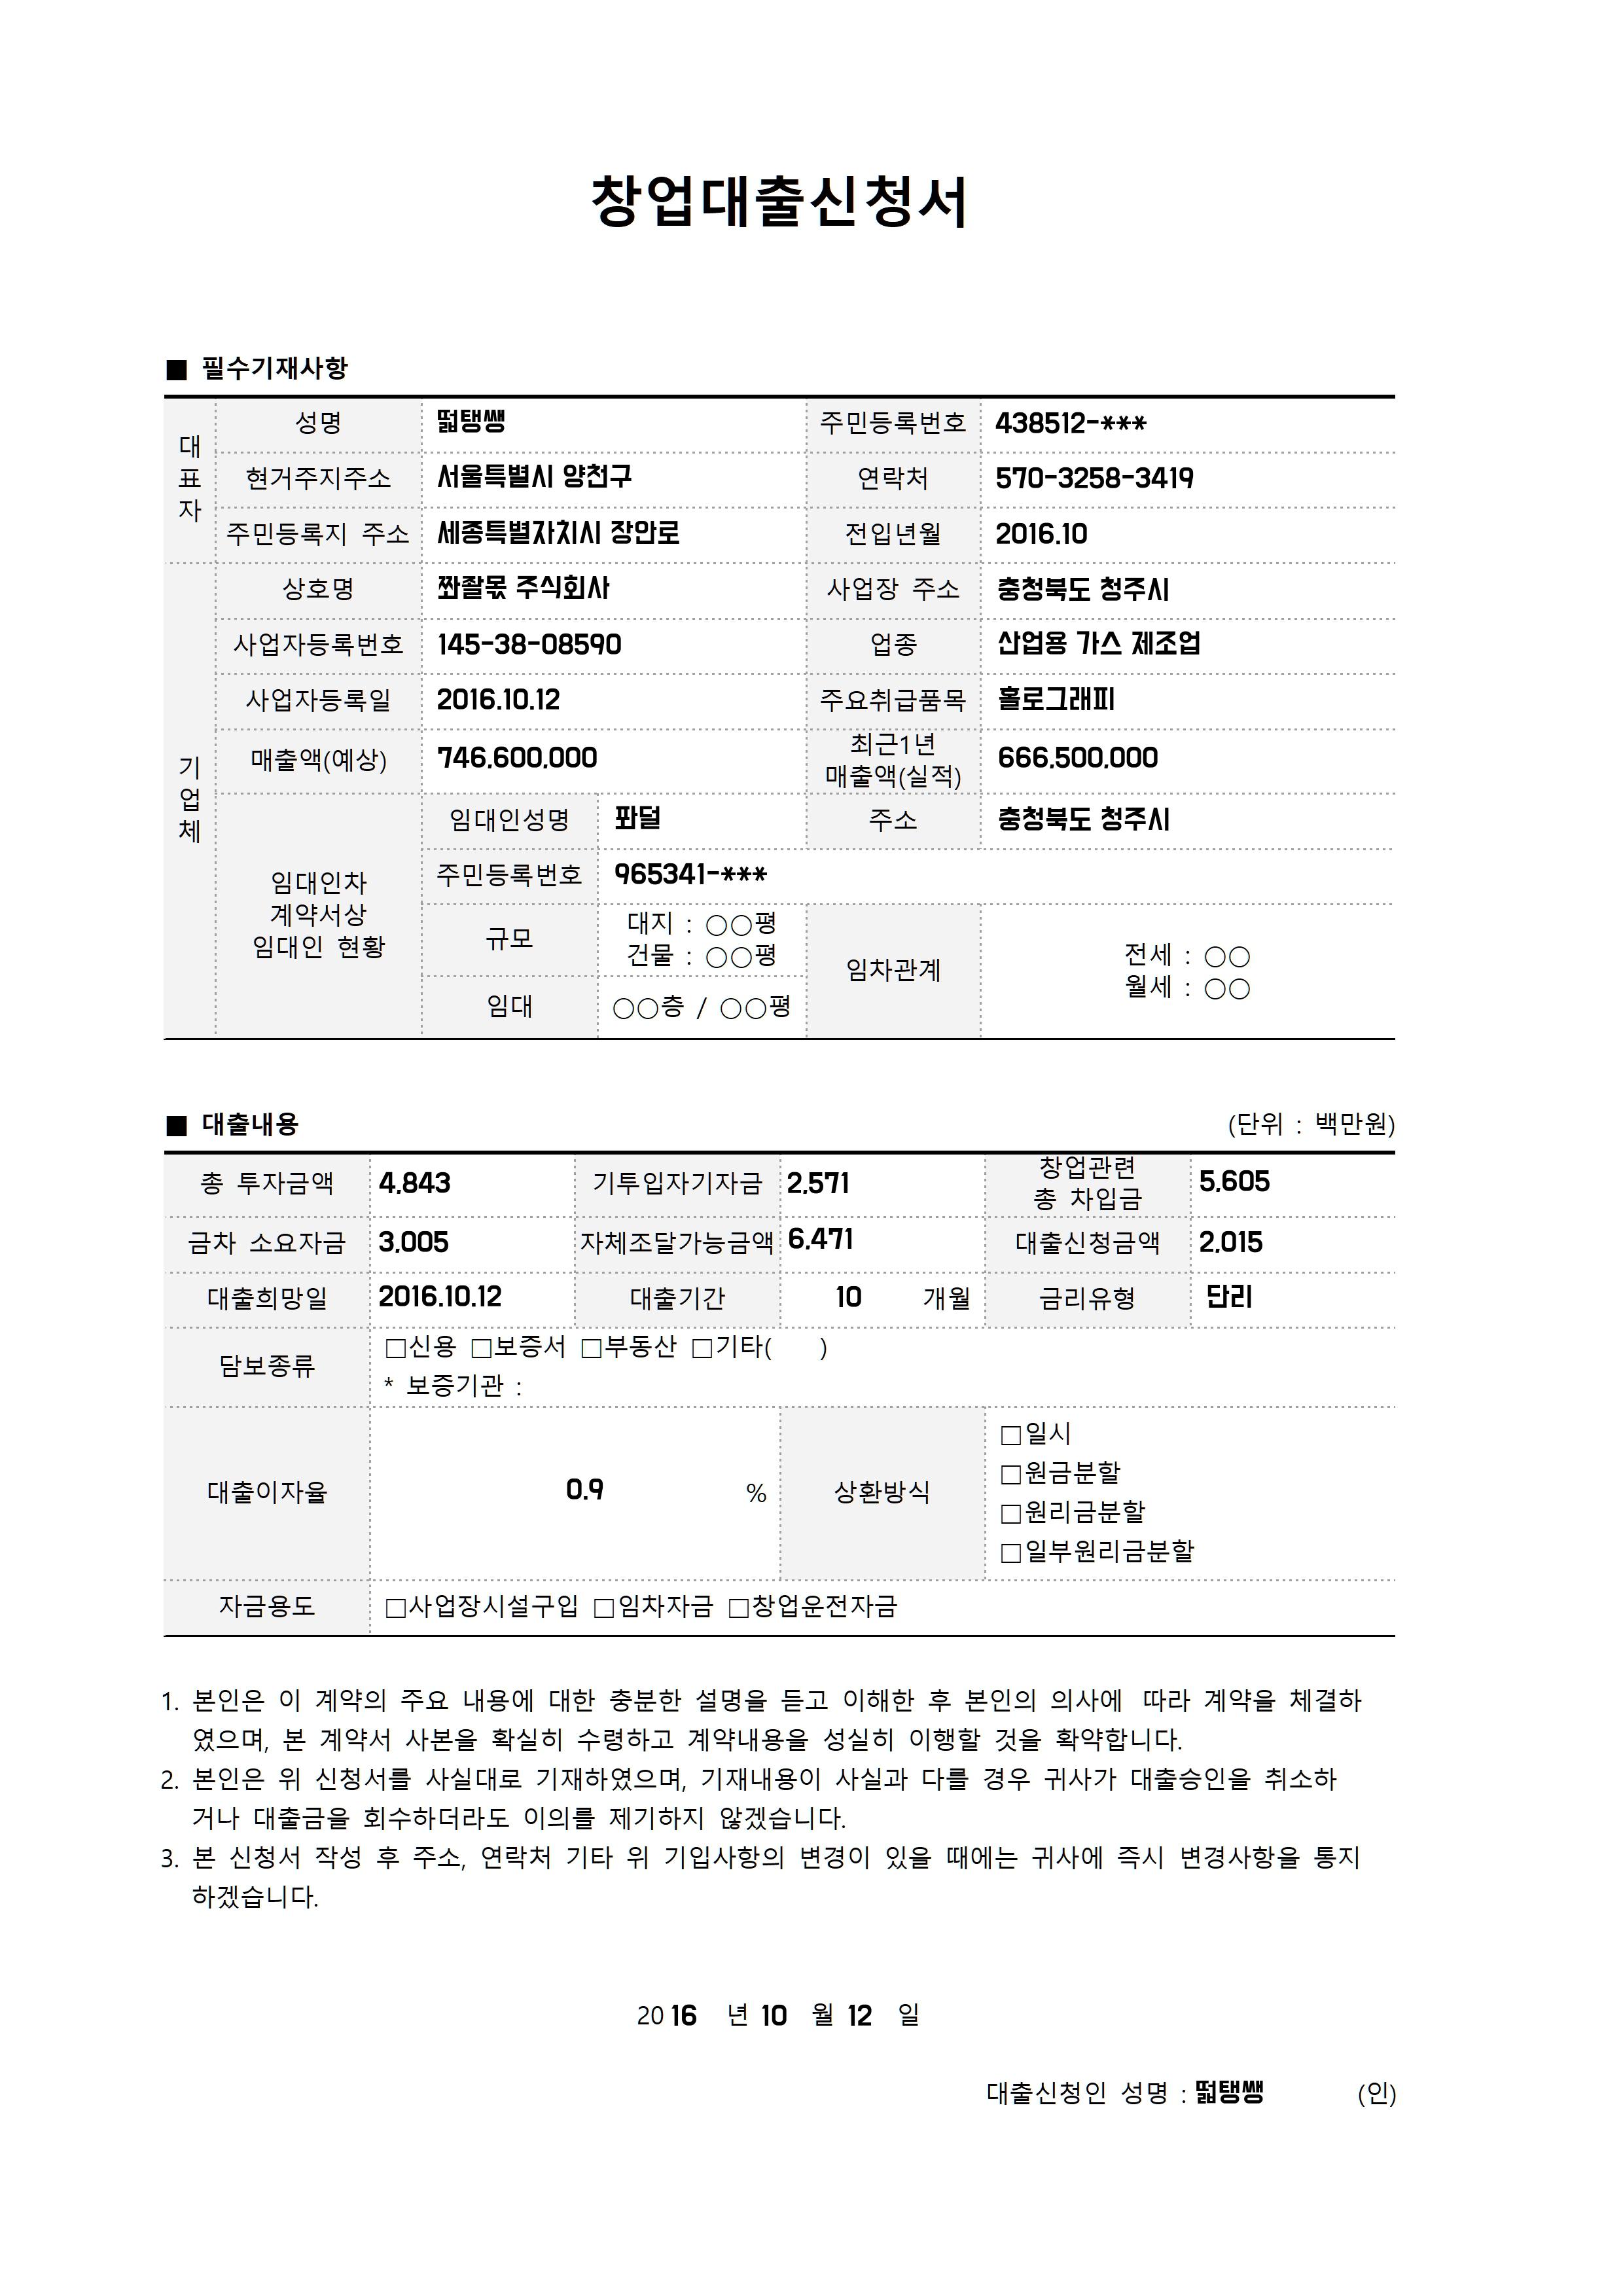 창업대출신청서
■ 필수기재사항
대표자
성명 떫탱쌩 주민등록번호 438512-***
현거주지주소 서울특별시 양천구 연락처 570-3258-3419
주민등록지 주소 세종특별자치시 장안로 전입년월 2016.10
기업체
상호명 쫘좔몫 주식회사 사업장 주소 충청북도 청주시
사업자등록번호 145-38-08590 업종 산업용 가스 제조업
사업자등록일 2016.10.12 주요취급품목 홀로그래피
매출액(예상) 746,600,000 최근1년 매출액(실적) 666,500,000
임대인차
계약서상
임대인 현황
임대인성명 퐈덜 주소 충청북도 청주시
주민등록번호 965341-***
규모 대지 : ○○평
건물 : ○○평
임차관계 전세 : ○○
월세 : ○○
임대 ○○층 / ○○평
■ 대출내용 (단위 : 백만원)
총 투자금액 4,843 기투입자기자금 2,571 창업관련 총 차입금 5,605
금차 소요자금 3,005 자체조달가능금액 6,471 대출신청금액 2,015
대출희망일 2016.10.12 대출기간 10 개월 금리유형 단리
담보종류 □신용 □보증서 □부동산 □기타( )
* 보증기관 :
대출이자율 0.9 % 상환방식
□일시
□원금분할
□원리금분할
□일부원리금분할
자금용도 □사업장시설구입 □임차자금 □창업운전자금
1. 본인은 이 계약의 주요 내용에 대한 충분한 설명을 듣고 이해한 후 본인의 의사에 따라 계약을 체결하
였으며, 본 계약서 사본을 확실히 수령하고 계약내용을 성실히 이행할 것을 확약합니다.
2. 본인은 위 신청서를 사실대로 기재하였으며, 기재내용이 사실과 다를 경우 귀사가 대출승인을 취소하
거나 대출금을 회수하더라도 이의를 제기하지 않겠습니다.
3. 본 신청서 작성 후 주소, 연락처 기타 위 기입사항의 변경이 있을 때에는 귀사에 즉시 변경사항을 통지
하겠습니다.
2016 년 10 월 12 일
대출신청인 성명 : 떫탱쌩 (인)